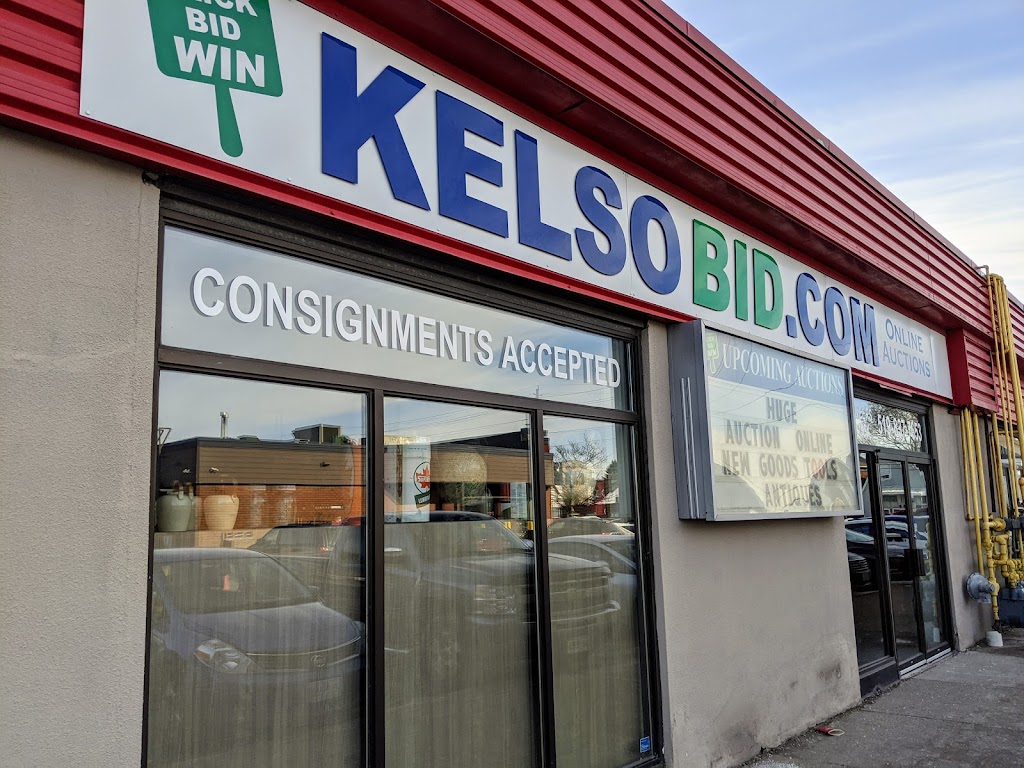 BID
WIN
KELSOBID.COM
ONLINE
AUCTIONS
CONSIGNMENTS ACCEPTED
UPCOMING AUCTIONS
HUGE
AUCTION ONLINE
NEW GOODS TOOLS
ANTIQUES